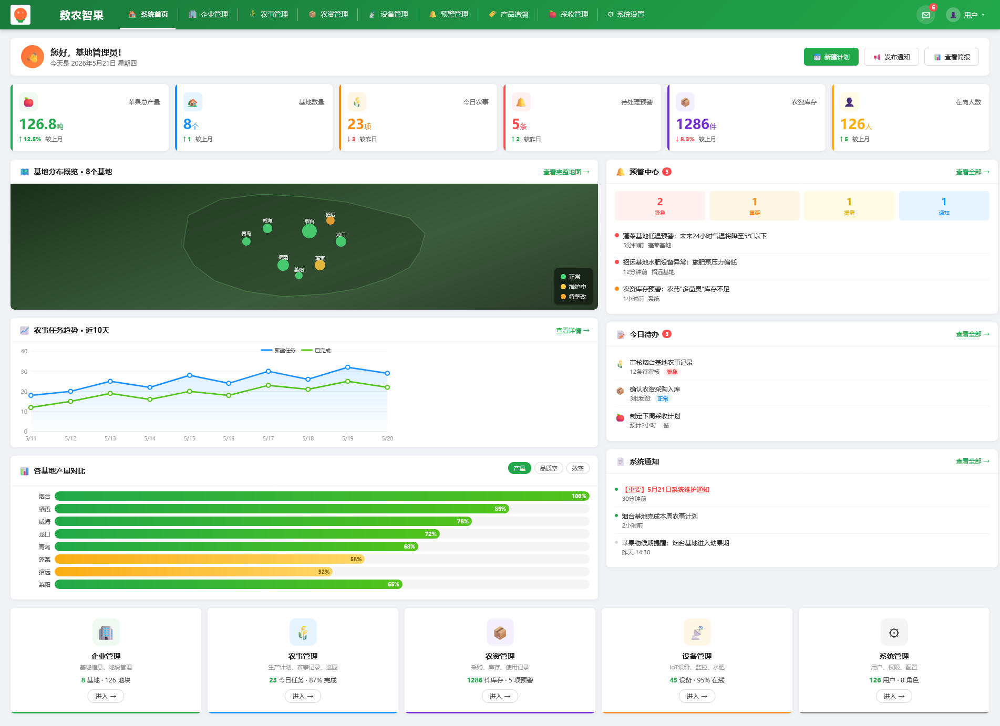 数农智果
系统首页
企业管理
农事管理
农资管理
设备管理
预警管理
产品追溯
采收管理
系统设置
6
用户
您好，基地管理员！
今天是 2026年5月21日 星期四
新建计划
发布通知
查看简报
苹果总产量
126.8吨
↑ 12.5% 较上月
基地数量
8个
↑ 1 较上月
今日农事
23项
↓ 3 较昨日
待处理预警
5条
↑ 2 较昨日
农资库存
1286件
↓ 8.3% 较上月
在岗人数
126人
↑ 5 较上月
基地分布概览 • 8个基地
查看完整地图 →
招远
威海
烟台
青岛
龙口
栖霞
蓬莱
莱阳
正常
维护中
待整改
预警中心 5
查看全部 →
2
紧急
1
重要
1
提醒
1
通知
蓬莱基地低温预警：未来24小时气温将降至5℃以下
5分钟前 蓬莱基地
招远基地水肥设备异常：施肥泵压力偏低
12分钟前 招远基地
农资库存预警：农药"多菌灵"库存不足
1小时前 系统
农事任务趋势 • 近10天
查看详情 →
新建任务
已完成
40
30
20
10
0
5/11
5/12
5/13
5/14
5/15
5/16
5/17
5/18
5/19
5/20
今日待办 3
查看全部 →
审核烟台基地农事记录
12条待审核 紧急
确认农资采购入库
3批物资 正常
制定下周采收计划
预计2小时 低
各基地产量对比
产量
品质率
效率
烟台 100%
栖霞 85%
威海 78%
龙口 72%
青岛 68%
蓬莱 58%
招远 52%
莱阳 65%
系统通知
查看全部 →
【重要】5月21日系统维护通知
30分钟前
烟台基地完成本周农事计划
2小时前
苹果物候期提醒：烟台基地进入幼果期
昨天 14:30
企业管理
基地信息、地块管理
8 基地 · 126 地块
进入 →
农事管理
生产计划、农事记录、巡园
23 今日任务 · 87% 完成
进入 →
农资管理
采购、库存、使用记录
1286 件库存 · 5 项预警
进入 →
设备管理
IoT设备、监控、水肥
45 设备 · 95% 在线
进入 →
系统管理
用户、权限、配置
126 用户 · 8 角色
进入 →